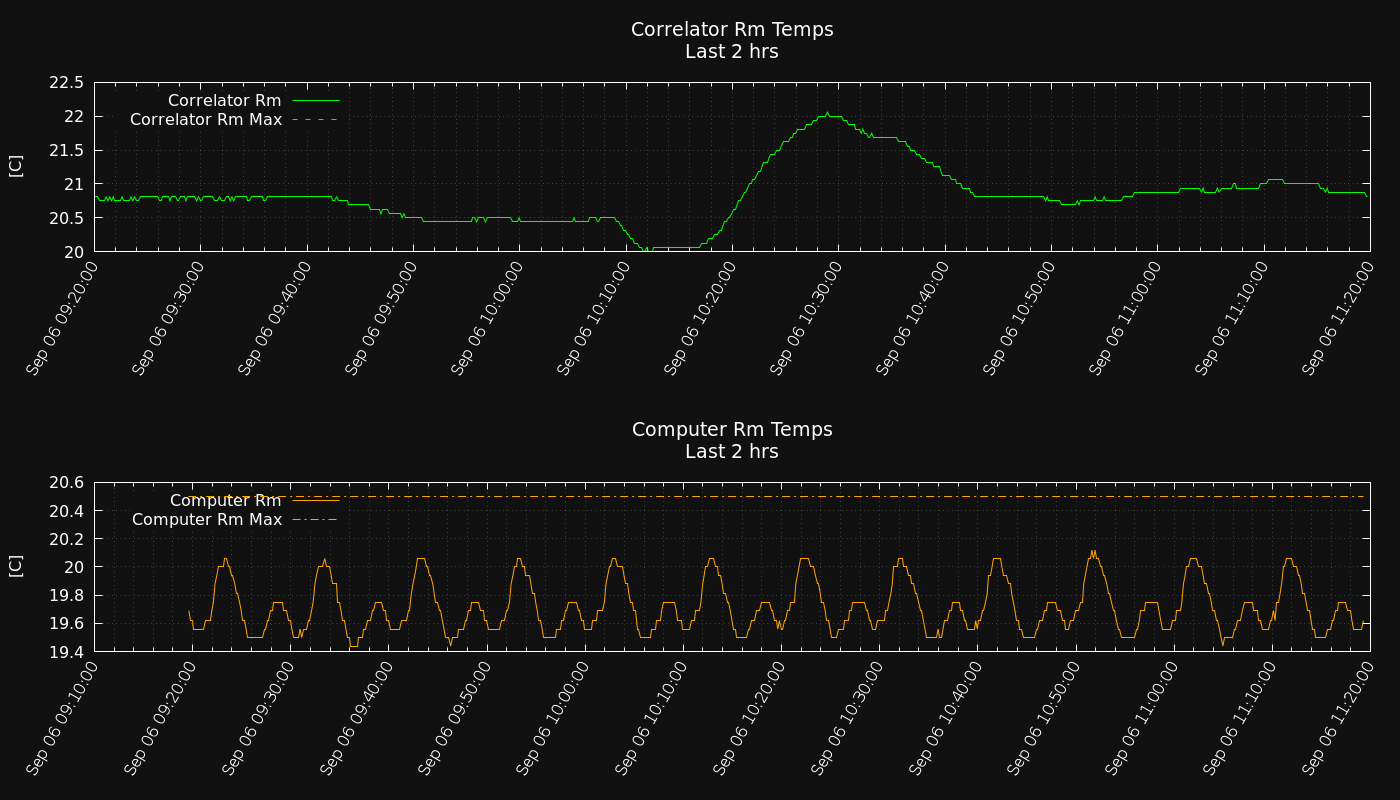 Correlator Rm Temps
Last 2 hrs
22.5
22
21.5
21
20.5
20
[C]
Correlator Rm
Correlator Rm Max
Sep 06 09:20:00
Sep 06 09:30:00
Sep 06 09:40:00
Sep 06 09:50:00
Sep 06 10:00:00
Sep 06 10:10:00
Sep 06 10:20:00
Sep 06 10:30:00
Sep 06 10:40:00
Sep 06 10:50:00
Sep 06 11:00:00
Sep 06 11:10:00
Sep 06 11:20:00
Computer Rm Temps
Last 2 hrs
20.6
20.4
20.2
20
19.8
19.6
19.4
[C]
Computer Rm
Computer Rm Max
Sep 06 09:10:00
Sep 06 09:20:00
Sep 06 09:30:00
Sep 06 09:40:00
Sep 06 09:50:00
Sep 06 10:00:00
Sep 06 10:10:00
Sep 06 10:20:00
Sep 06 10:30:00
Sep 06 10:40:00
Sep 06 10:50:00
Sep 06 11:00:00
Sep 06 11:10:00
Sep 06 11:20:00